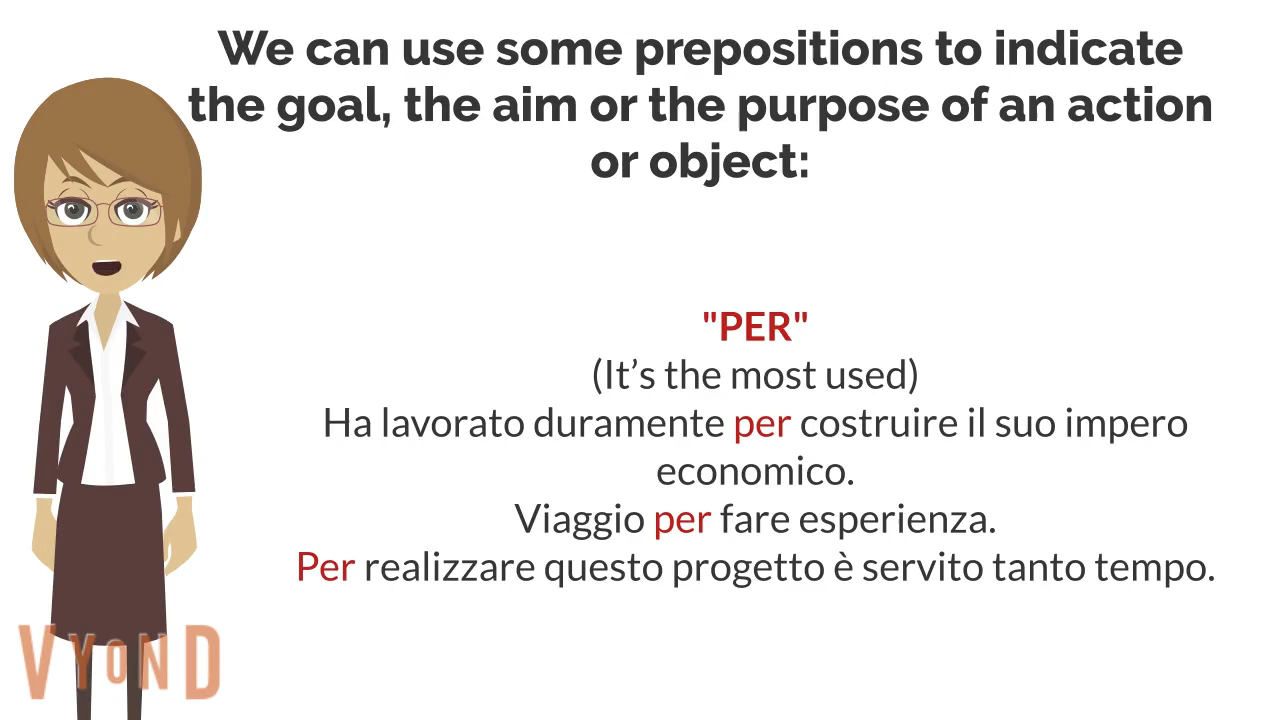 We can use some prepositions to indicate
the goal, the aim or the purpose of an action
or object:
"PER"
(It’s the most used)
Ha lavorato duramente per costruire il suo impero
economico.
Viaggio per fare esperienza.
Per realizzare questo progetto è servito tanto tempo.
VYOND